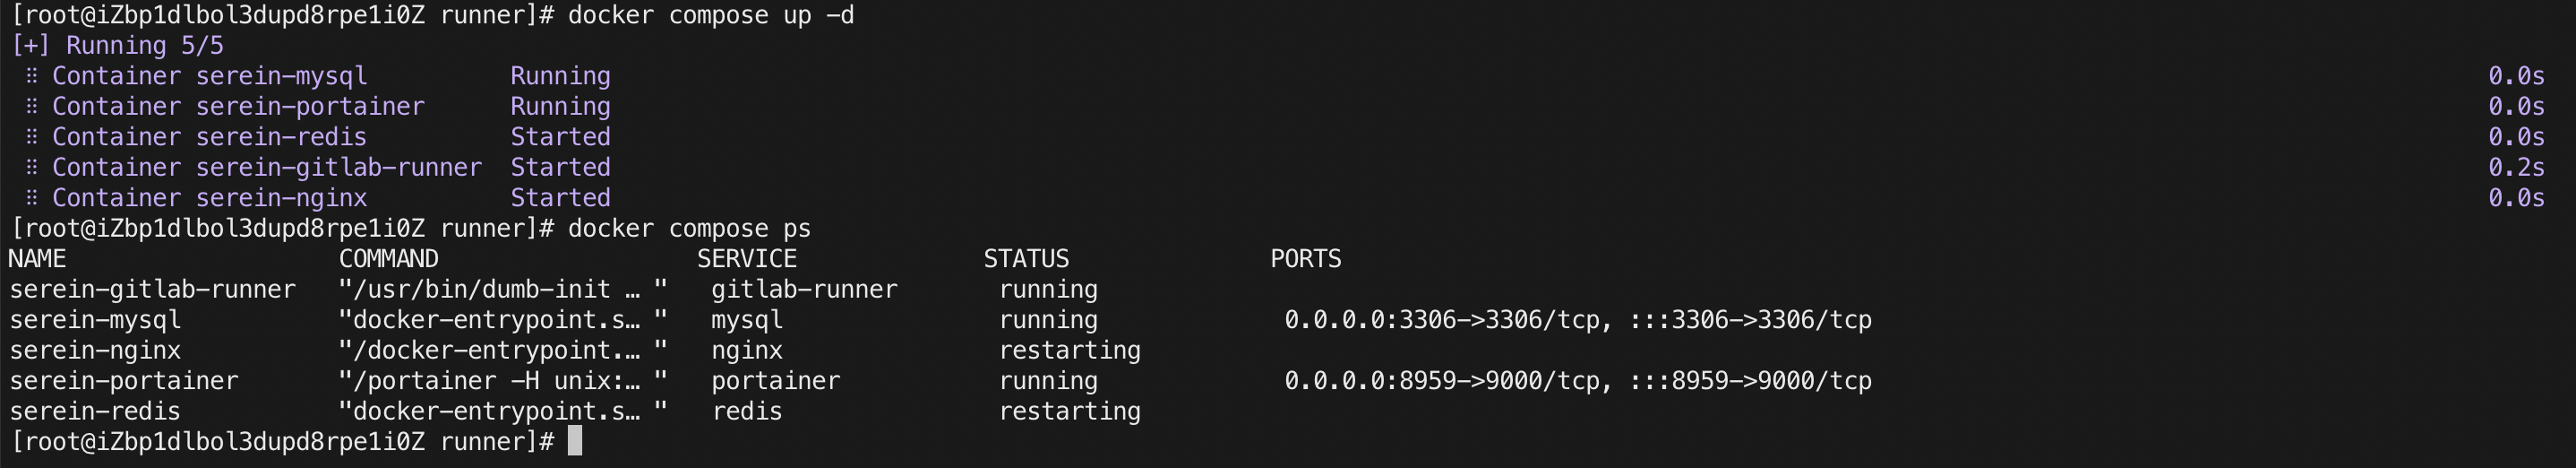 [root@iZbp1dlbol3dupd8rpe1i0Z runner]# docker compose up -d
[+] Running 5/5
⠿ Container serein-mysql Running 0.0s
⠿ Container serein-portainer Running 0.0s
⠿ Container serein-redis Started 0.0s
⠿ Container serein-gitlab-runner Started 0.2s
⠿ Container serein-nginx Started 0.0s
[root@iZbp1dlbol3dupd8rpe1i0Z runner]# docker compose ps
NAME COMMAND SERVICE STATUS PORTS
serein-gitlab-runner "/usr/bin/dumb-init … " gitlab-runner running
serein-mysql "docker-entrypoint.s… " mysql running 0.0.0.0:3306->3306/tcp, :::3306->3306/tcp
serein-nginx "/docker-entrypoint.… " nginx restarting
serein-portainer "/portainer -H unix:… " portainer running 0.0.0.0:8959->9000/tcp, :::8959->9000/tcp
serein-redis "docker-entrypoint.s… " redis restarting
[root@iZbp1dlbol3dupd8rpe1i0Z runner]#